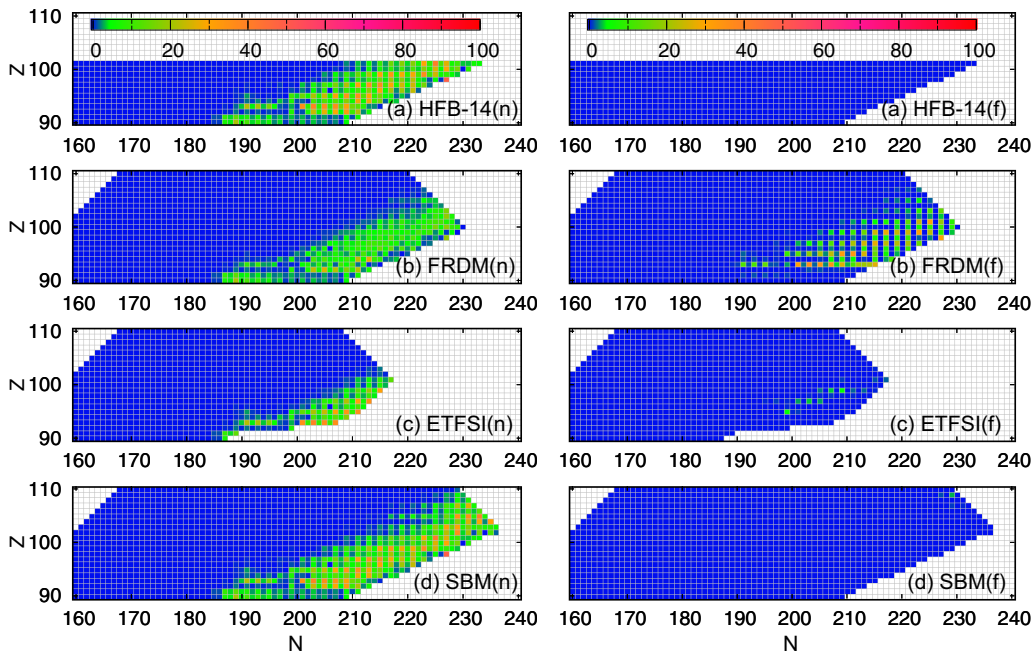 110 110
0 20 40 60 80 100 0 20 40 60 80 100
Z 100
90 (a) HFB-14(n) (a) HFB-14(f)
160 170 180 190 200 210 220 230 240 160 170 180 190 200 210 220 230 240
110
Z 100
90 (b) FRDM(n) (b) FRDM(f)
160 170 180 190 200 210 220 230 240 160 170 180 190 200 210 220 230 240
110
Z 100
90 (c) ETFSI(n) (c) ETFSI(f)
160 170 180 190 200 210 220 230 240 160 170 180 190 200 210 220 230 240
110
Z 100
90 (d) SBM(n) (d) SBM(f)
160 170 180 190 200 210 220 230 240 160 170 180 190 200 210 220 230 240
N N